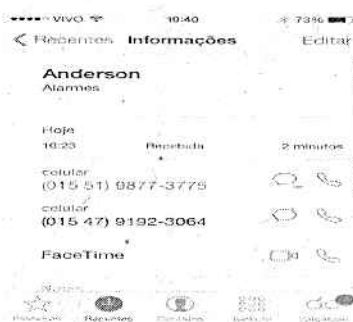 VIVO 10:40 73%
Recentes Informações Editar
Anderson
Alarmes
Hoje
10:23 Recebida 2 minutos
celular
(015 51) 9877-3775
celular
(015 47) 9192-3064
FaceTime
Notas
Recentes